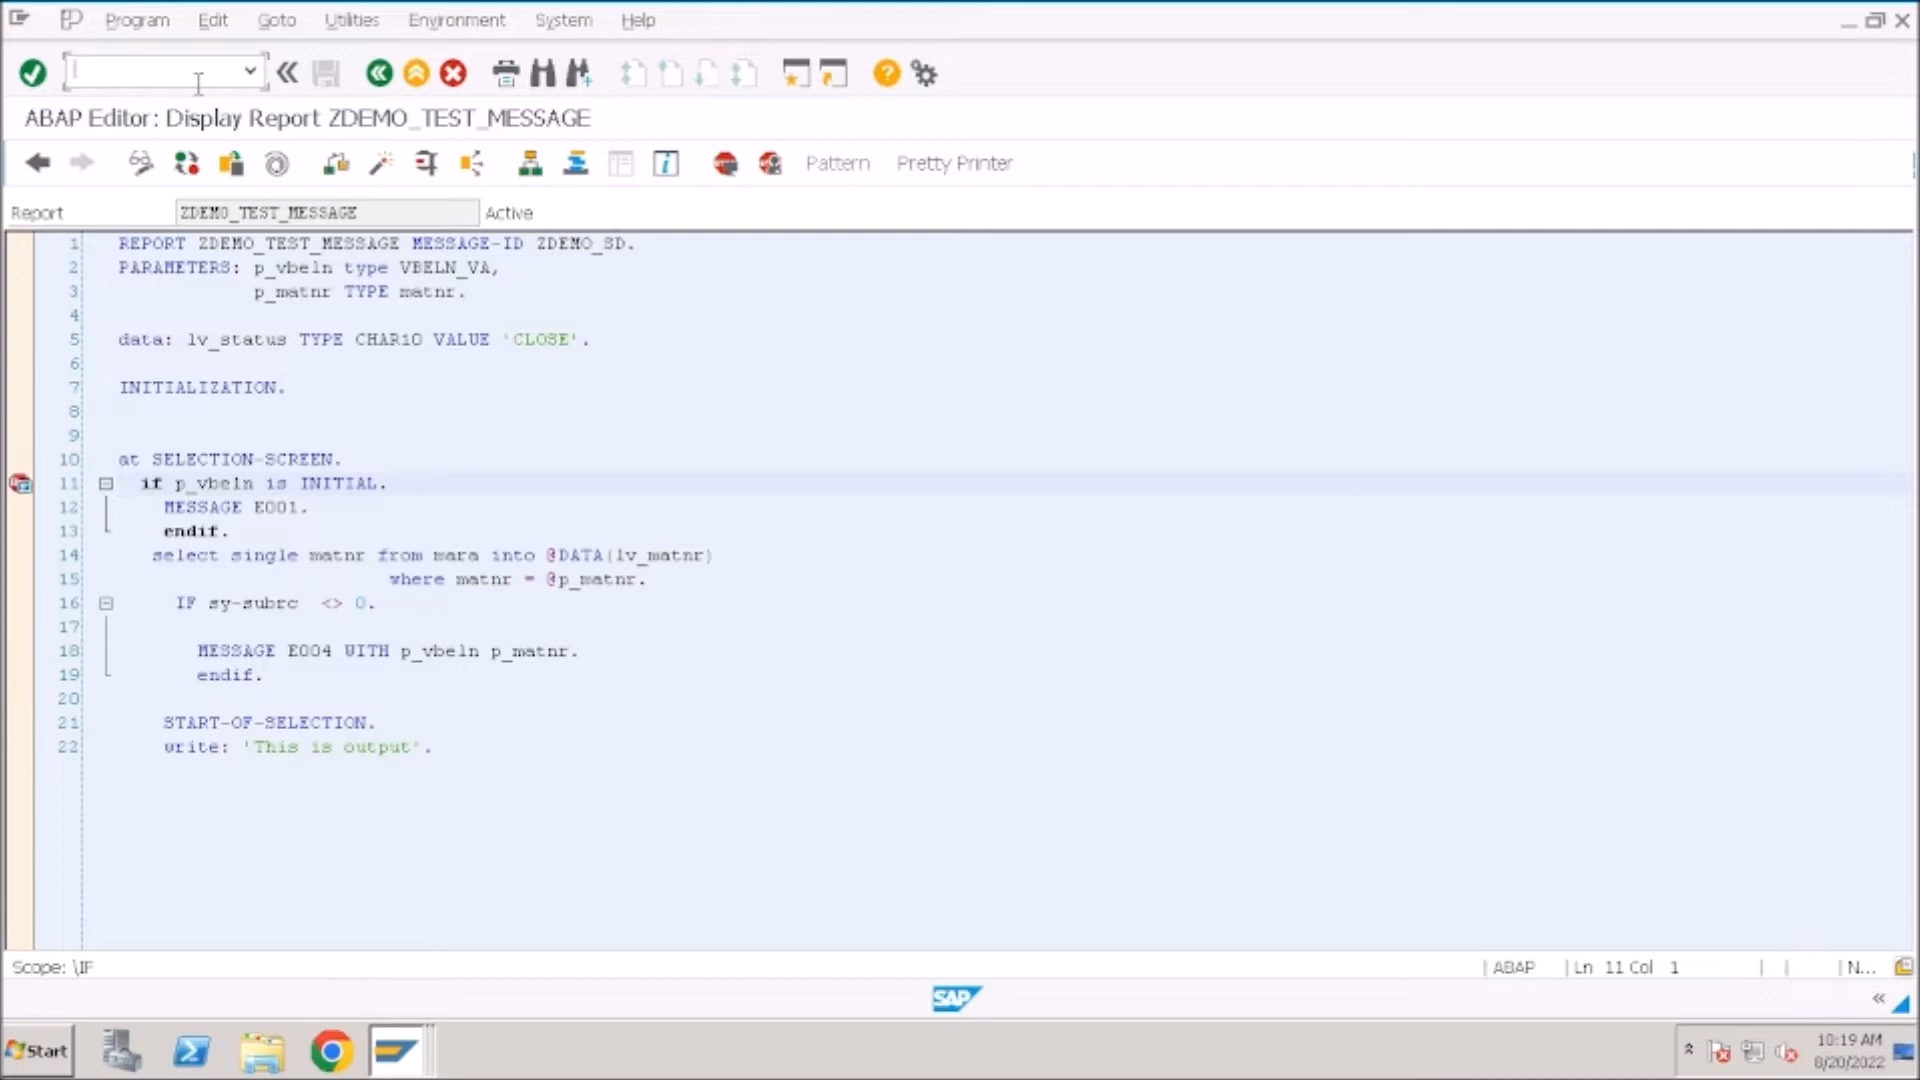 Program Edit Goto Utilities Environment System Help
ABAP Editor: Display Report ZDEMO_TEST_MESSAGE
Pattern Pretty Printer
Report ZDEMO_TEST_MESSAGE Active
1 REPORT ZDEMO_TEST_MESSAGE MESSAGE-ID ZDEMO_SD.
2 PARAMETERS: p_vbeln type VBELN_VA,
3 p_matnr TYPE matnr.
4
5 data: lv_status TYPE CHAR10 VALUE 'CLOSE'.
6
7 INITIALIZATION.
8
9
10 at SELECTION-SCREEN.
11 if p_vbeln is INITIAL.
12 MESSAGE E001.
13 endif.
14 select single matnr from mara into @DATA(lv_matnr)
15 where matnr = @p_matnr.
16 IF sy-subrc <> 0.
17
18 MESSAGE E004 WITH p_vbeln p_matnr.
19 endif.
20
21 START-OF-SELECTION.
22 write: 'This is output'.
Scope: \IF | ABAP | Ln 11 Col 1 | | | N...
SAP
Start
10:19 AM
8/20/2022